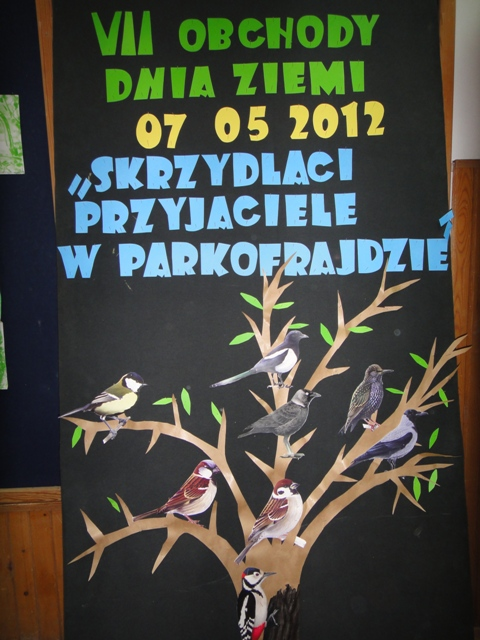 VII OBCHODY
DNIA ZIEMI
07 05 2012
„SKRZYDLACI
PRZYJACIELE
W PARKOFRAJDZIE"